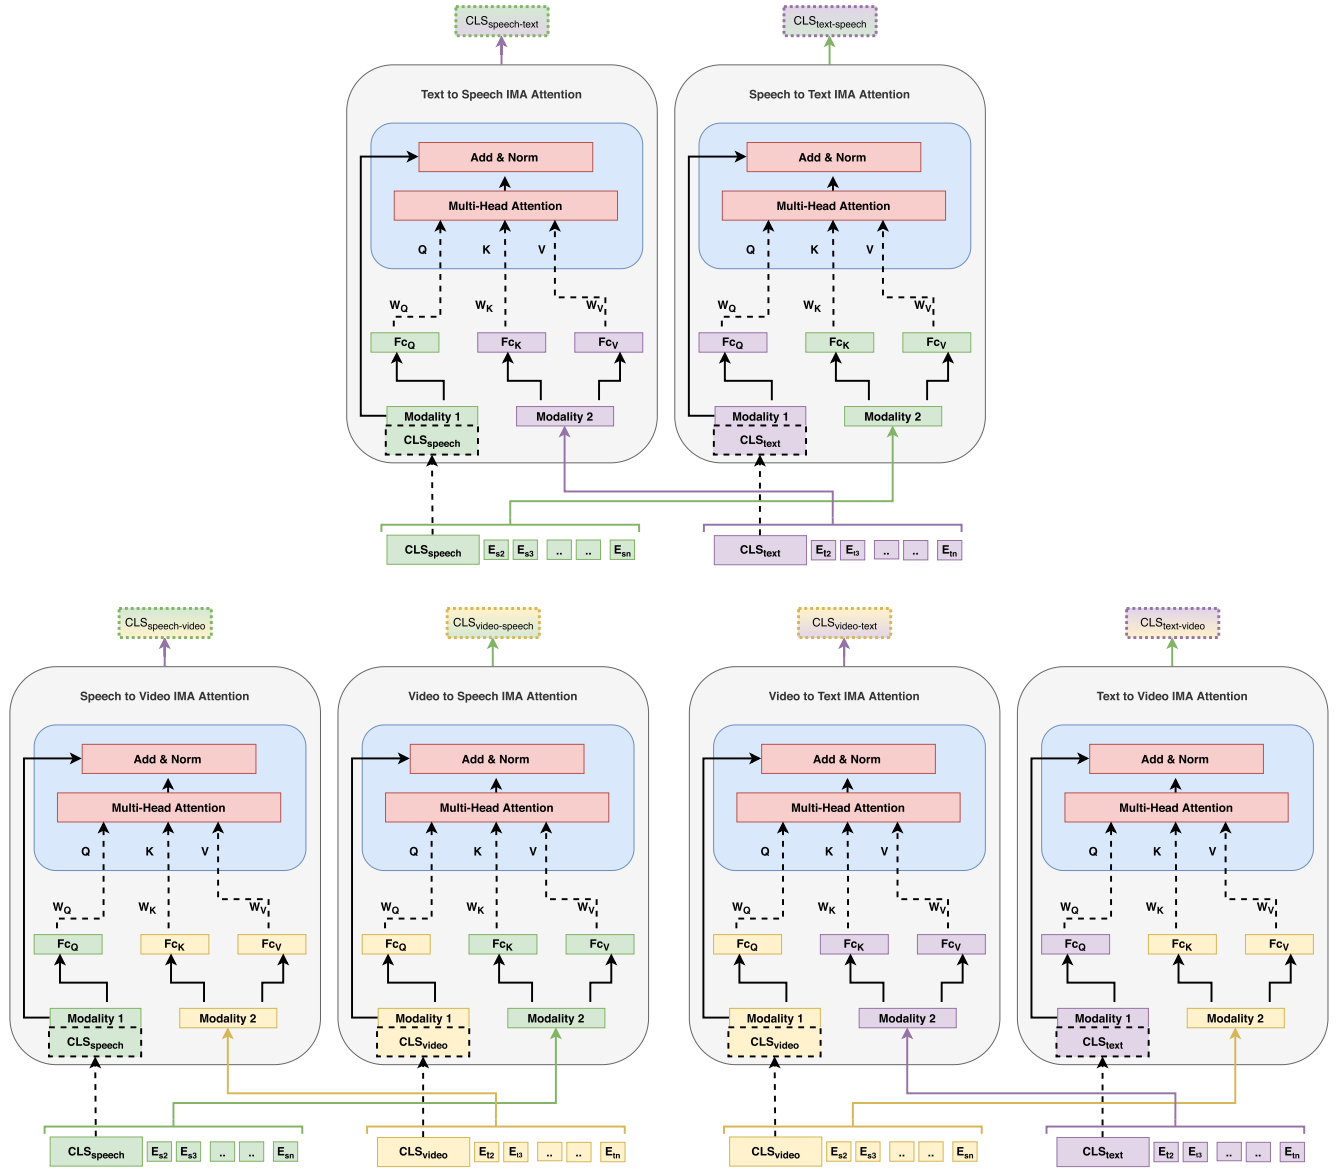 CLSspeech-text CLStext-speech
Text to Speech IMA Attention Speech to Text IMA Attention
Add & Norm Add & Norm
Multi-Head Attention Multi-Head Attention
Q K V Q K V
WQ WK WV WQ WK WV
FcQ FcK FcV FcQ FcK FcV
Modality 1 Modality 2 Modality 1 Modality 2
CLSspeech CLStext
CLSspeech Es2 Es3 .. .. Esn CLStext Et2 Et3 .. .. Etn
CLSspeech-video CLSvideo-speech CLSvideo-text CLStext-video
Speech to Video IMA Attention Video to Speech IMA Attention Video to Text IMA Attention Text to Video IMA Attention
Add & Norm Add & Norm Add & Norm Add & Norm
Multi-Head Attention Multi-Head Attention Multi-Head Attention Multi-Head Attention
Q K V Q K V Q K V Q K V
WQ WK WV WQ WK WV WQ WK WV WQ WK WV
FcQ FcK FcV FcQ FcK FcV FcQ FcK FcV FcQ FcK FcV
Modality 1 Modality 2 Modality 1 Modality 2 Modality 1 Modality 2 Modality 1 Modality 2
CLSspeech CLSvideo CLSvideo CLStext
CLSspeech Es2 Es3 .. .. Esn CLSvideo Et2 Et3 .. .. Etn CLSvideo Es2 Es3 .. .. Esn CLStext Et2 Et3 .. .. Etn